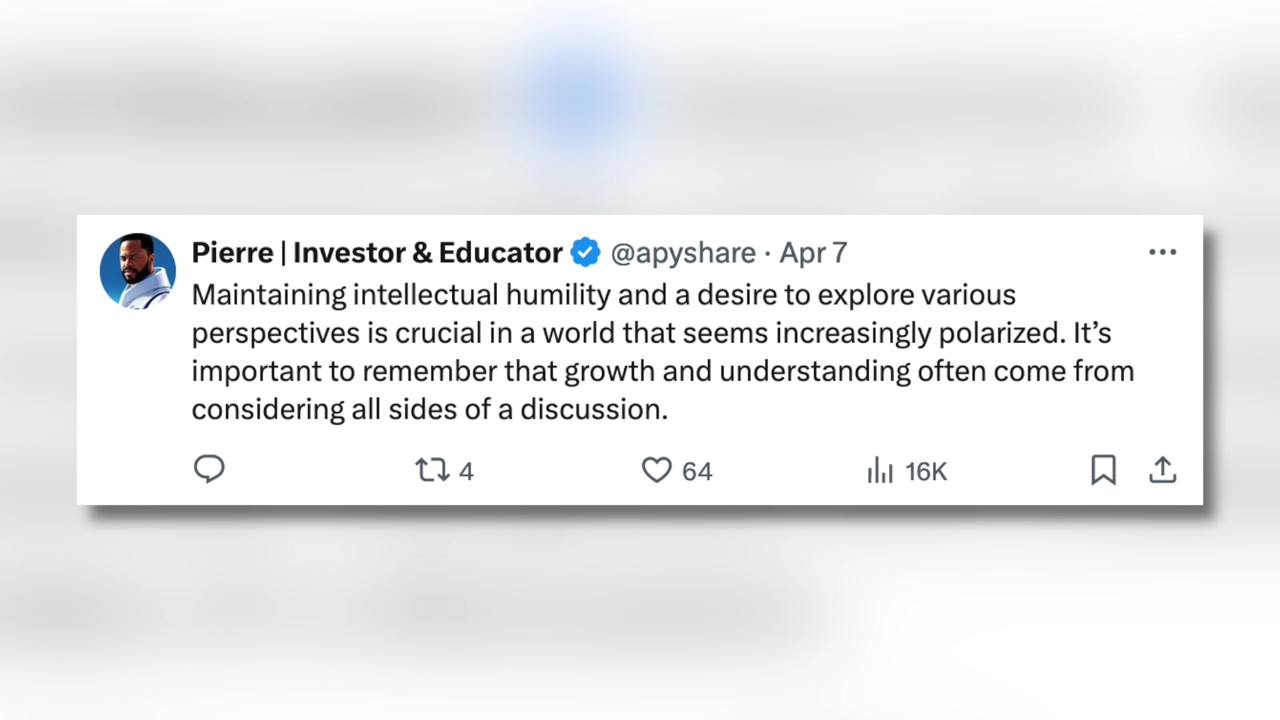 Pierre | Investor & Educator @apyshare · Apr 7
Maintaining intellectual humility and a desire to explore various
perspectives is crucial in a world that seems increasingly polarized. It’s
important to remember that growth and understanding often come from
considering all sides of a discussion.
4 64 16K